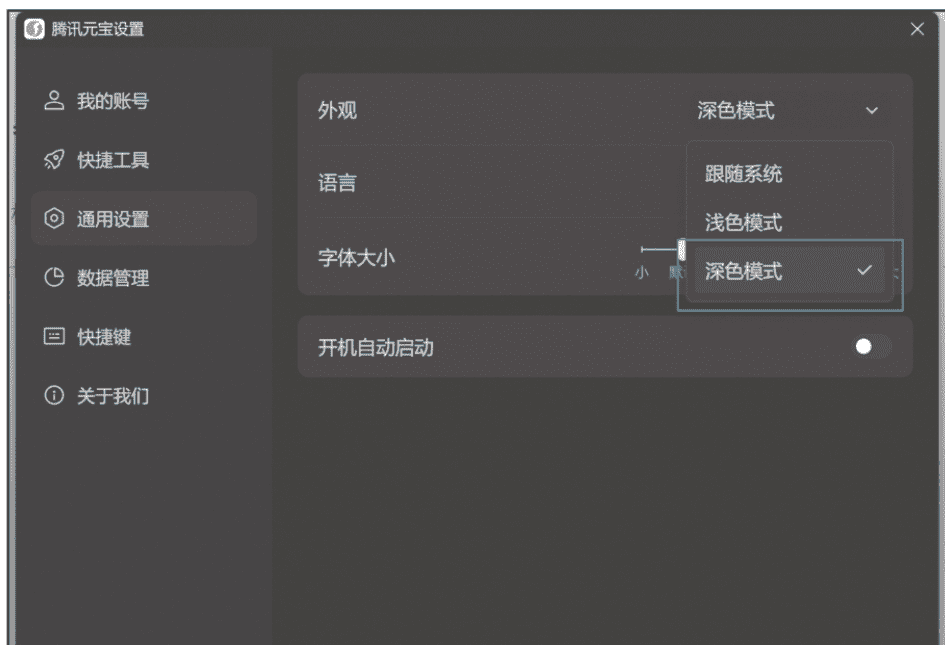 腾讯元宝设置
我的账号
快捷工具
通用设置
数据管理
快捷键
关于我们
外观
深色模式
跟随系统
语言
浅色模式
字体大小
小
深色模式
开机自动启动